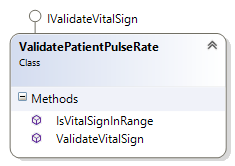 IValidateVitalSign
ValidatePatientPulseRate
Class
Methods
IsVitalSignInRange
ValidateVitalSign